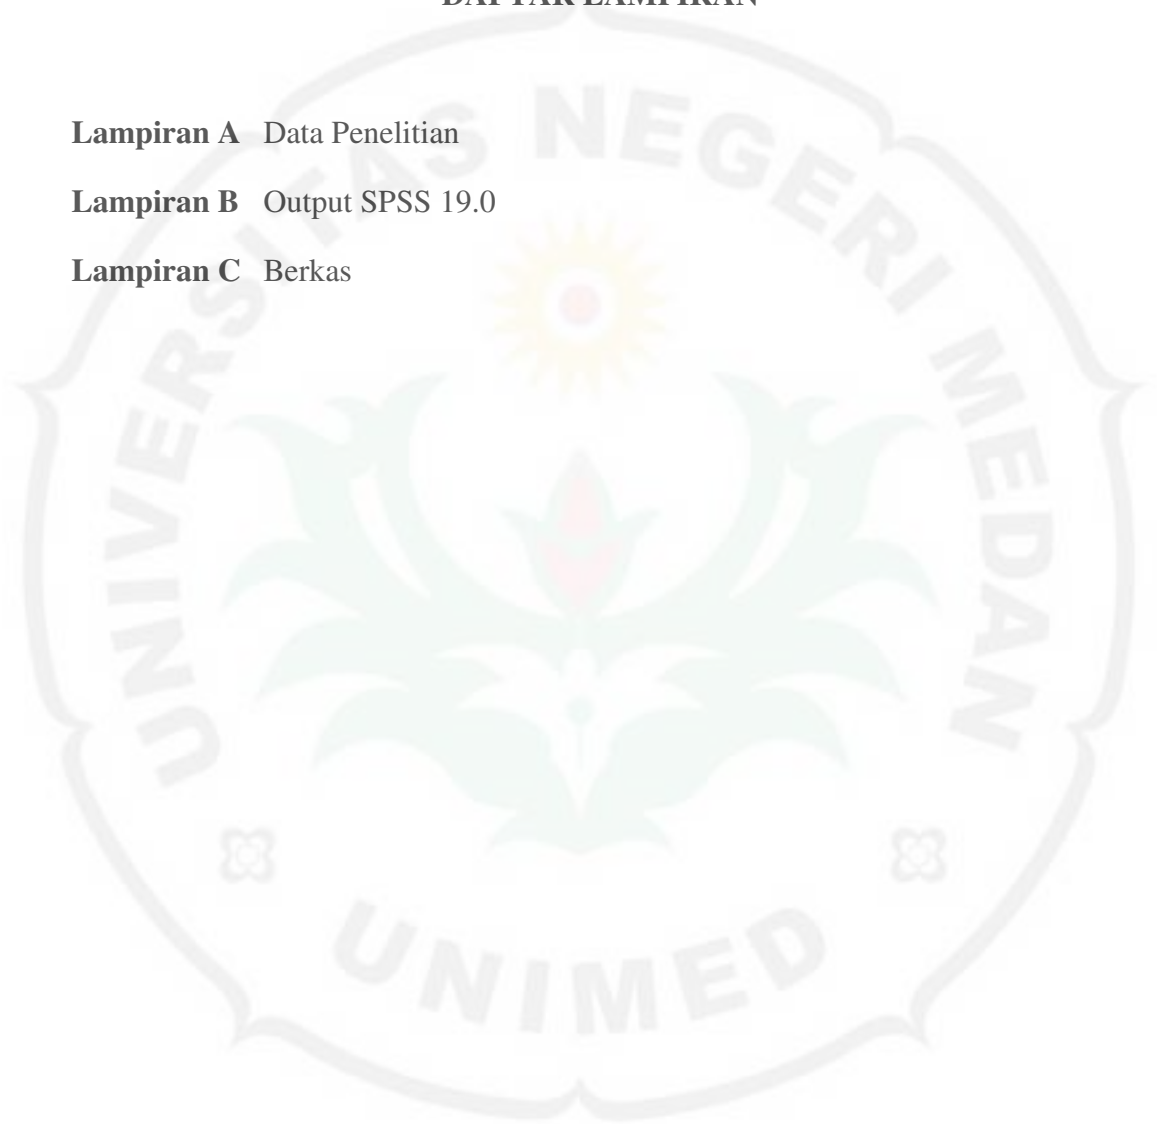 DAFTAR LAMPIRAN
Lampiran A Data Penelitian
Lampiran B Output SPSS 19.0
Lampiran C Berkas
UNIVERSITAS NEGERI MEDAN
UNIMED